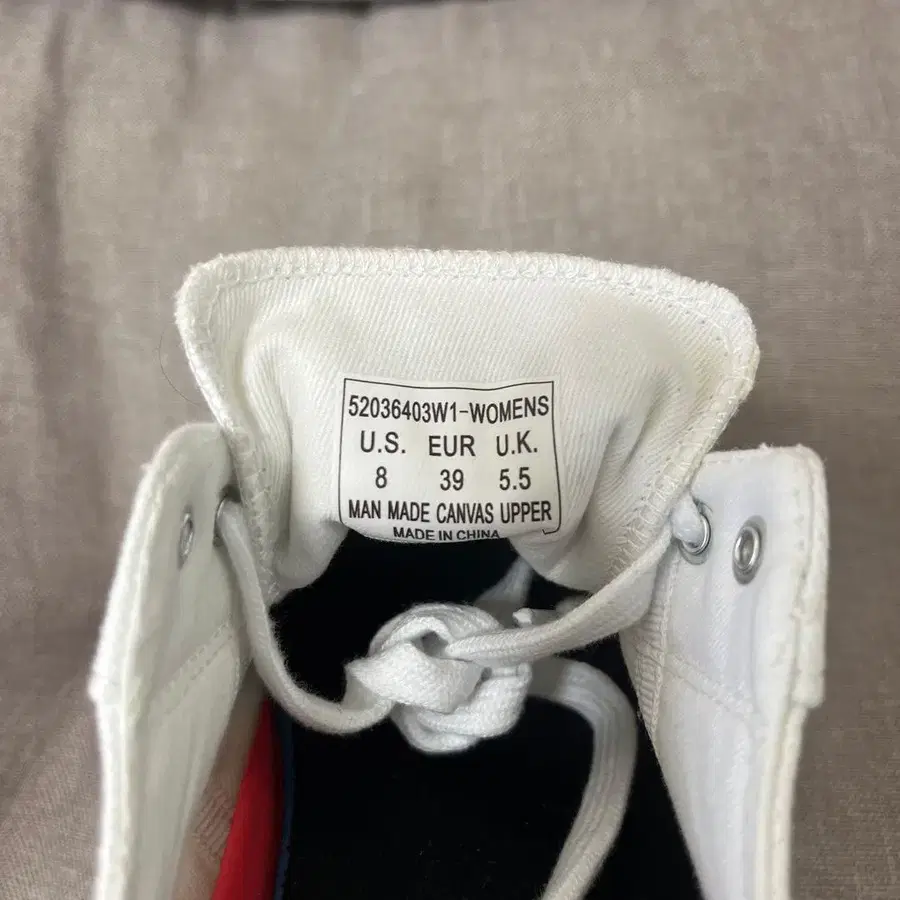 52036403W1-WOMENS
U.S. EUR U.K.
8 39 5.5
MAN MADE CANVAS UPPER
MADE IN CHINA